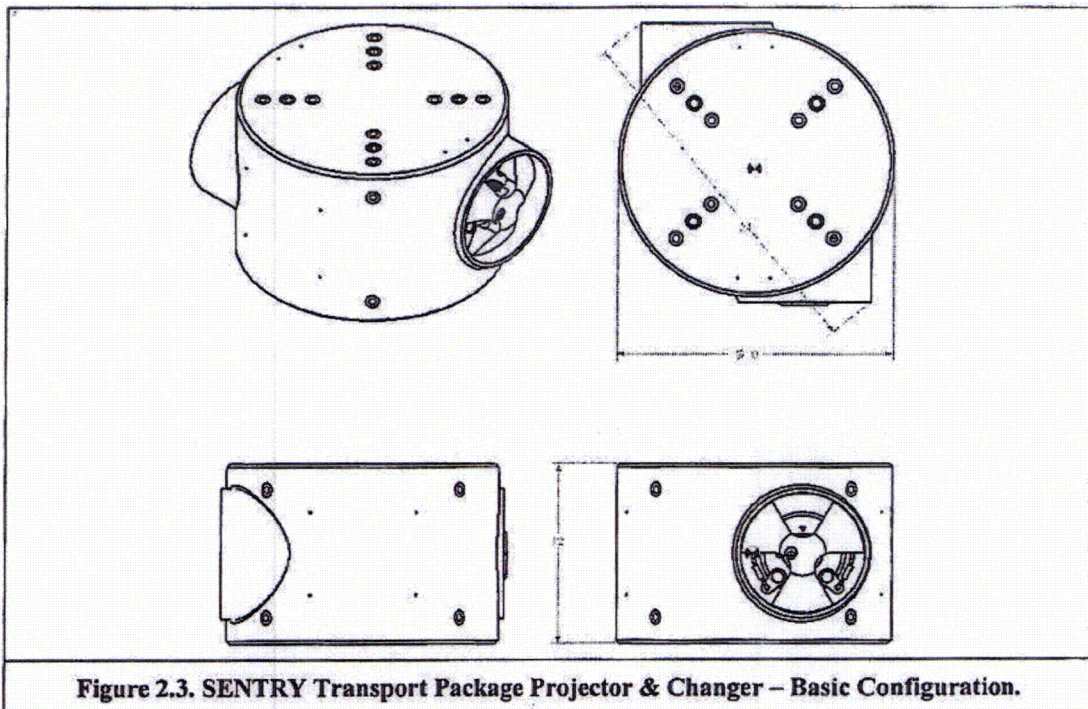 Figure 2.3. SENTRY Transport Package Projector & Changer – Basic Configuration.